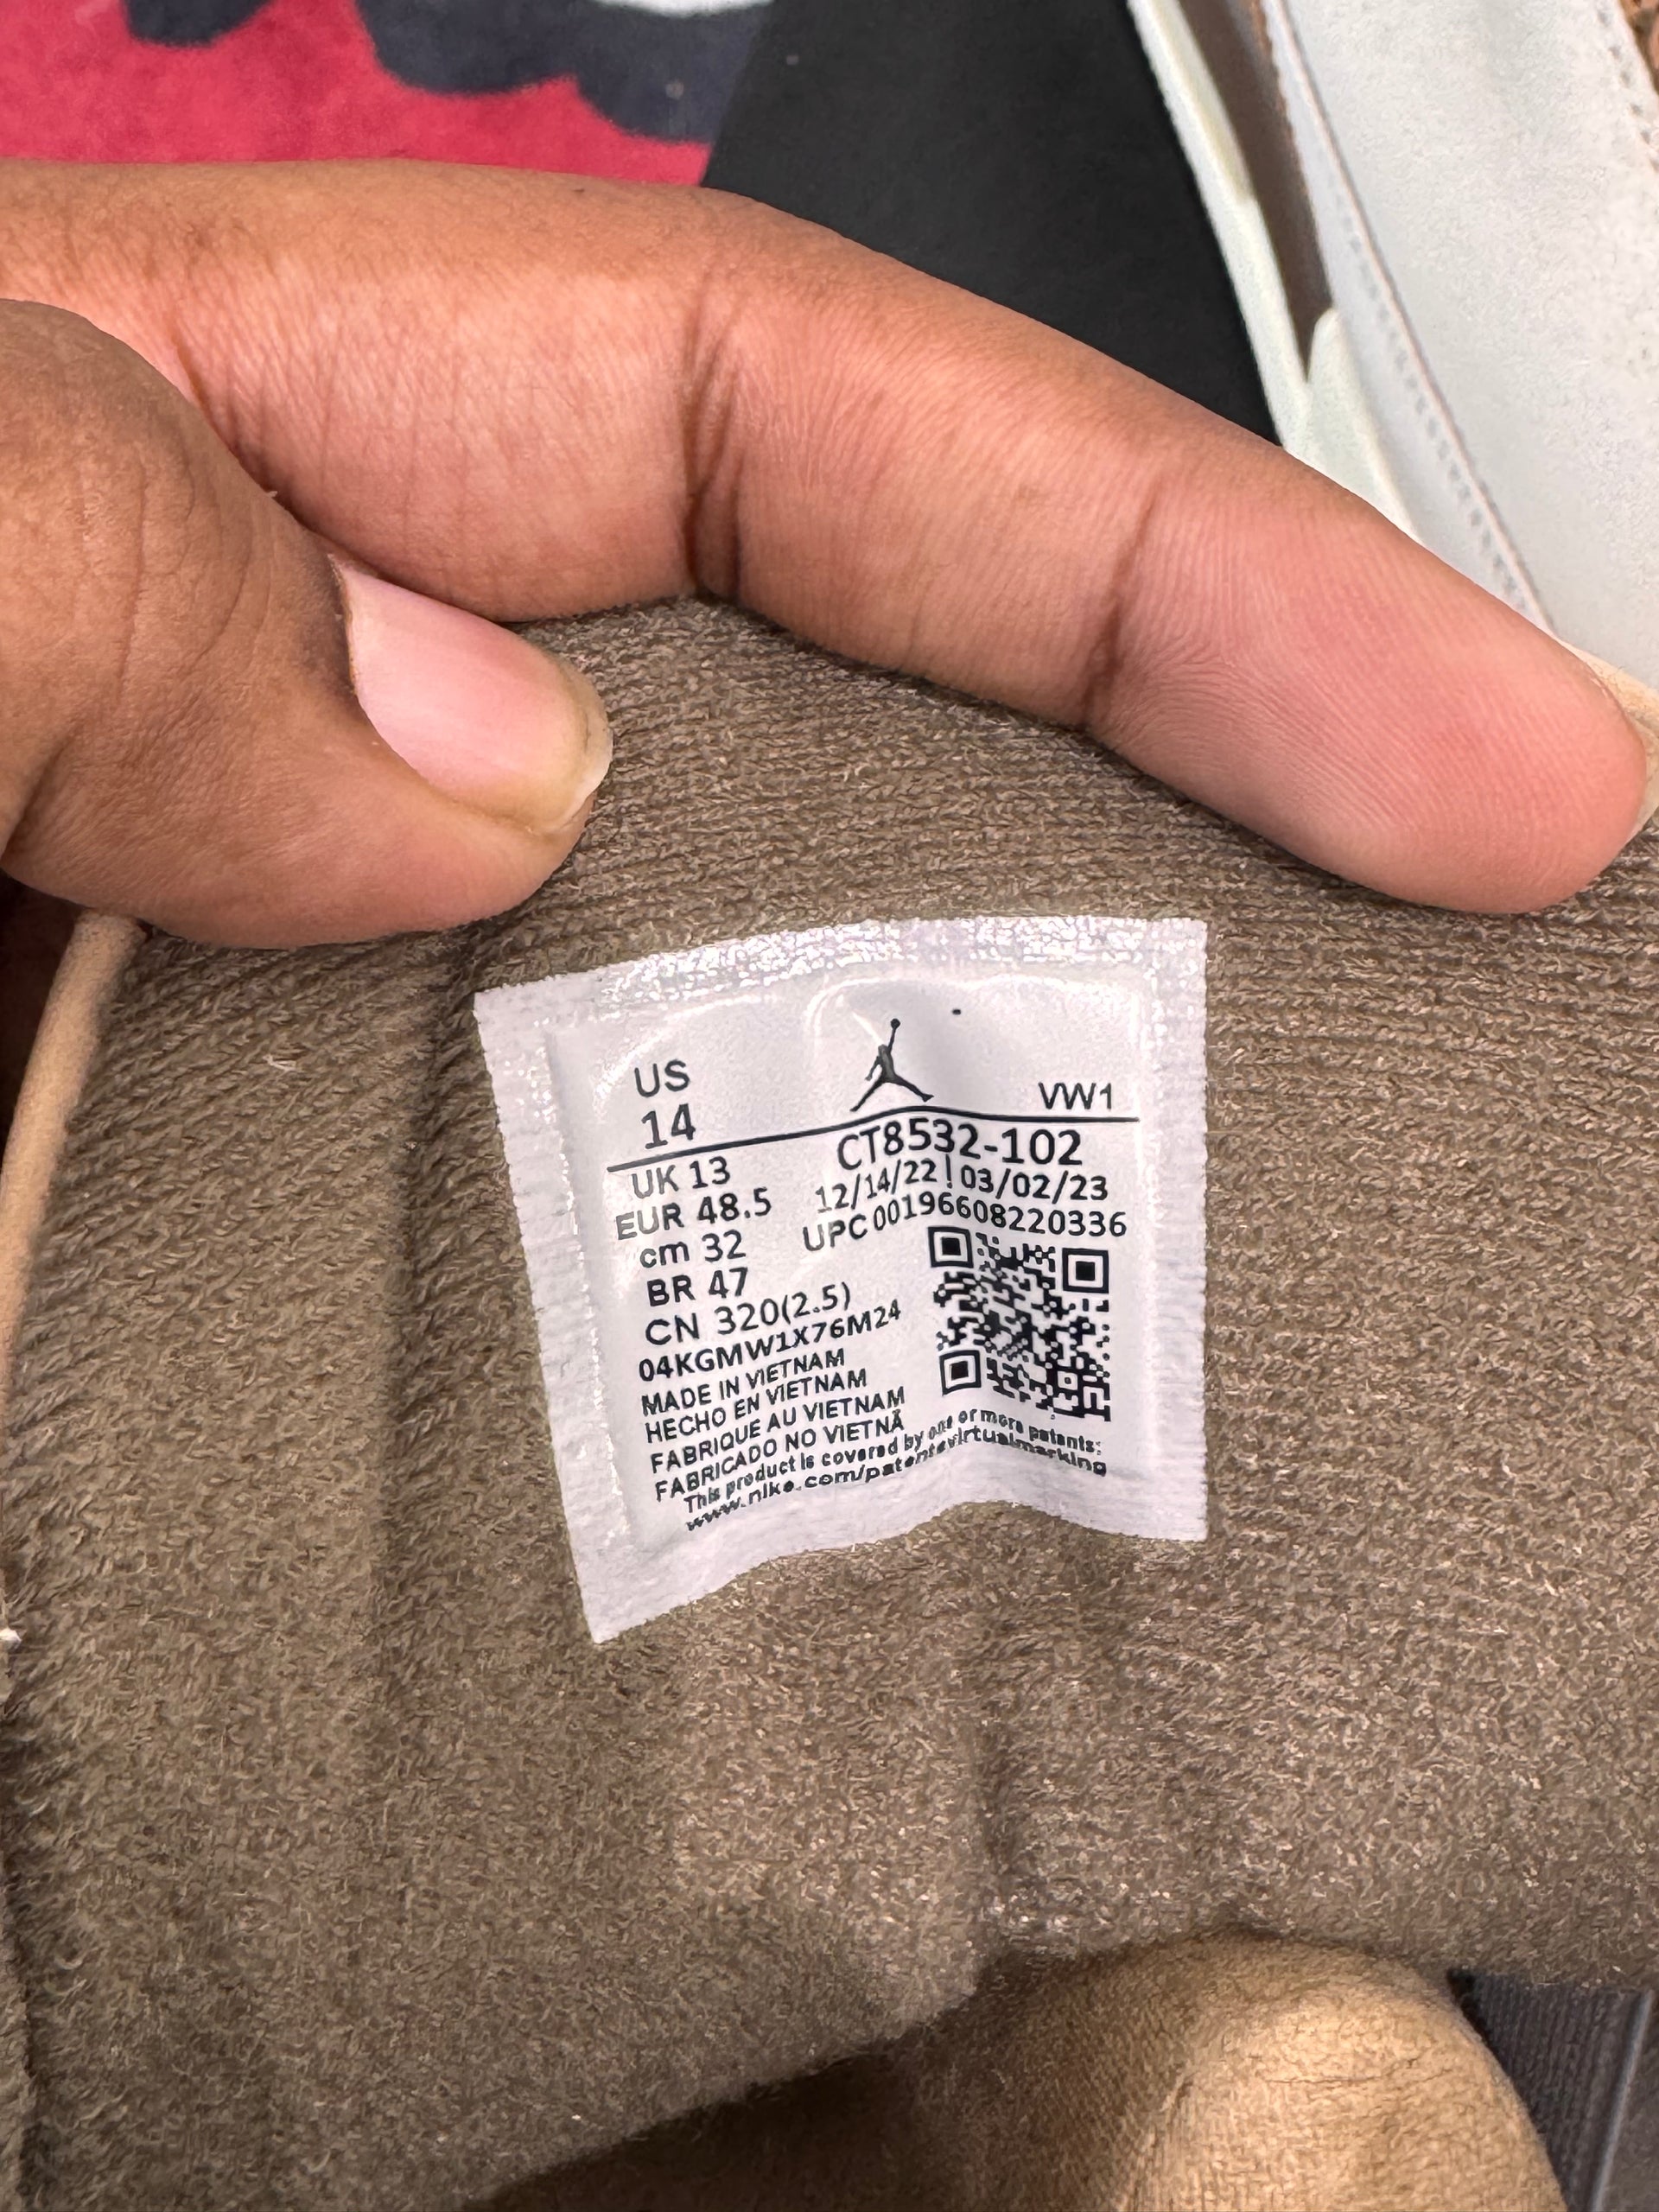 US
14
VW1
UK 13
EUR 48.5
cm 32
BR 47
CN 320(2.5)
CT8532-102
12/14/22 | 03/02/23
UPC 00196608220336
04KGMW1X76M24
MADE IN VIETNAM
HECHO EN VIETNAM
FABRIQUE AU VIETNAM
FABRICADO NO VIETNÃ
This product is covered by one or more patents:
www.nike.com/patentsvirtualmarking